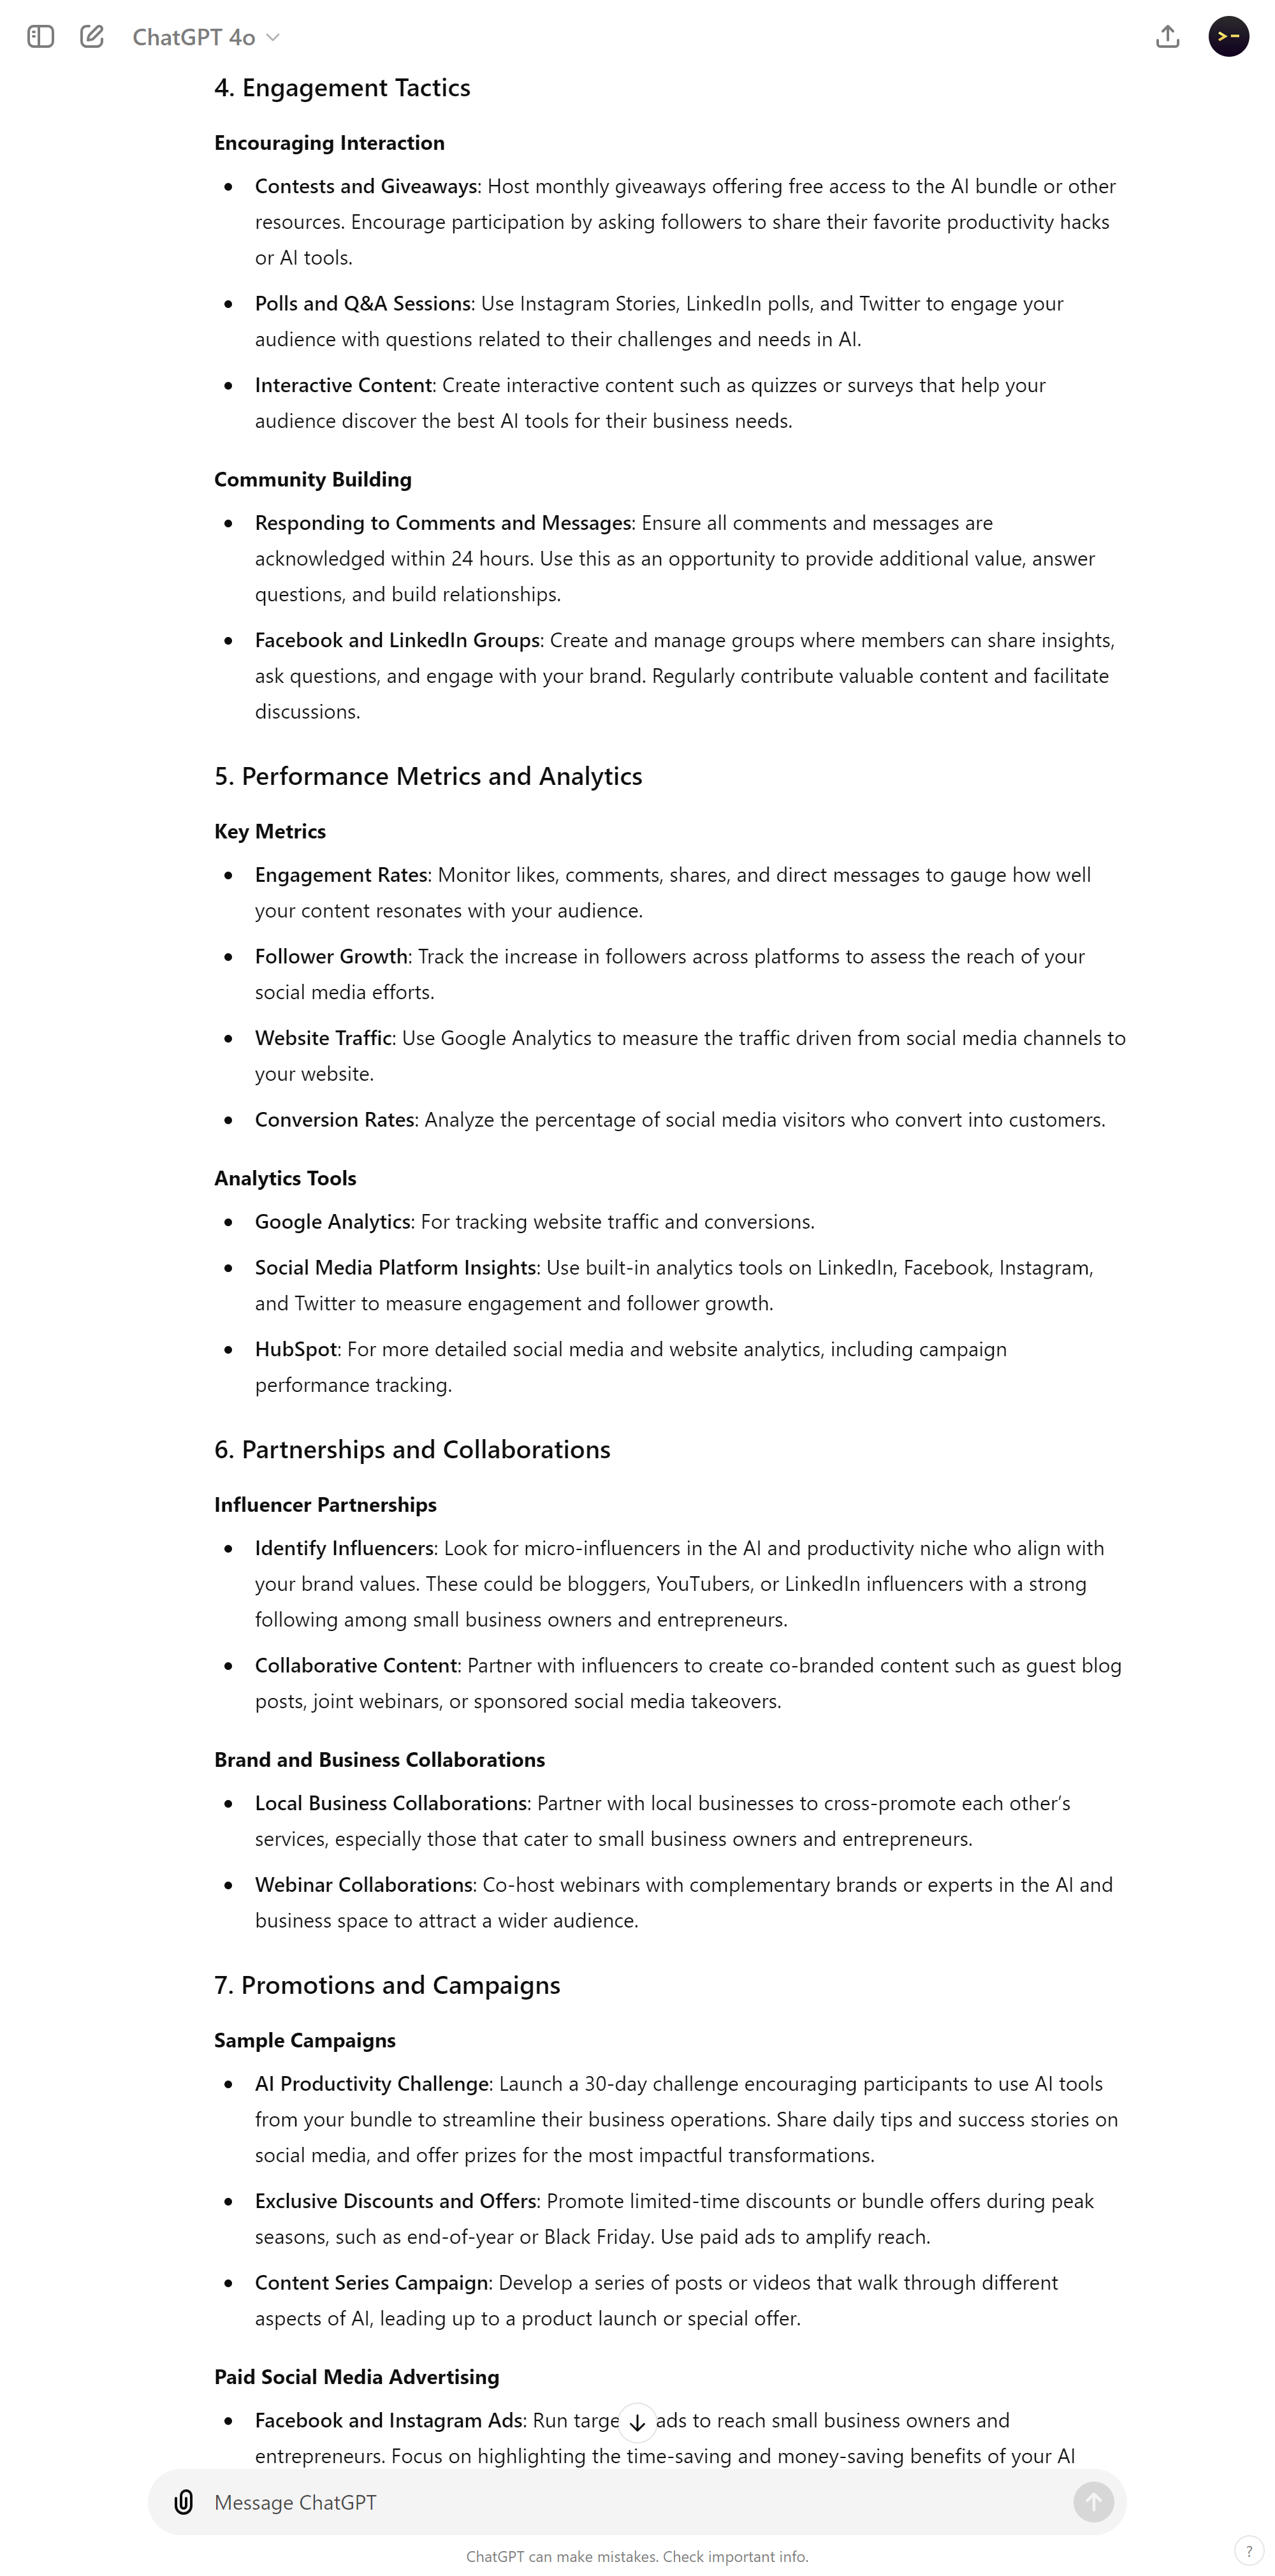 ChatGPT 4o
4. Engagement Tactics
Encouraging Interaction
Contests and Giveaways: Host monthly giveaways offering free access to the AI bundle or other
resources. Encourage participation by asking followers to share their favorite productivity hacks
or AI tools.
Polls and Q&A Sessions: Use Instagram Stories, LinkedIn polls, and Twitter to engage your
audience with questions related to their challenges and needs in AI.
Interactive Content: Create interactive content such as quizzes or surveys that help your
audience discover the best AI tools for their business needs.
Community Building
Responding to Comments and Messages: Ensure all comments and messages are
acknowledged within 24 hours. Use this as an opportunity to provide additional value, answer
questions, and build relationships.
Facebook and LinkedIn Groups: Create and manage groups where members can share insights,
ask questions, and engage with your brand. Regularly contribute valuable content and facilitate
discussions.
5. Performance Metrics and Analytics
Key Metrics
Engagement Rates: Monitor likes, comments, shares, and direct messages to gauge how well
your content resonates with your audience.
Follower Growth: Track the increase in followers across platforms to assess the reach of your
social media efforts.
Website Traffic: Use Google Analytics to measure the traffic driven from social media channels to
your website.
Conversion Rates: Analyze the percentage of social media visitors who convert into customers.
Analytics Tools
Google Analytics: For tracking website traffic and conversions.
Social Media Platform Insights: Use built-in analytics tools on LinkedIn, Facebook, Instagram,
and Twitter to measure engagement and follower growth.
HubSpot: For more detailed social media and website analytics, including campaign
performance tracking.
6. Partnerships and Collaborations
Influencer Partnerships
Identify Influencers: Look for micro-influencers in the AI and productivity niche who align with
your brand values. These could be bloggers, YouTubers, or LinkedIn influencers with a strong
following among small business owners and entrepreneurs.
Collaborative Content: Partner with influencers to create co-branded content such as guest blog
posts, joint webinars, or sponsored social media takeovers.
Brand and Business Collaborations
Local Business Collaborations: Partner with local businesses to cross-promote each other’s
services, especially those that cater to small business owners and entrepreneurs.
Webinar Collaborations: Co-host webinars with complementary brands or experts in the AI and
business space to attract a wider audience.
7. Promotions and Campaigns
Sample Campaigns
AI Productivity Challenge: Launch a 30-day challenge encouraging participants to use AI tools
from your bundle to streamline their business operations. Share daily tips and success stories on
social media, and offer prizes for the most impactful transformations.
Exclusive Discounts and Offers: Promote limited-time discounts or bundle offers during peak
seasons, such as end-of-year or Black Friday. Use paid ads to amplify reach.
Content Series Campaign: Develop a series of posts or videos that walk through different
aspects of AI, leading up to a product launch or special offer.
Paid Social Media Advertising
Facebook and Instagram Ads: Run ads to reach small business owners and
entrepreneurs. Focus on highlighting the time-saving and money-saving benefits of your AI
Message ChatGPT
ChatGPT can make mistakes. Check important info.
?